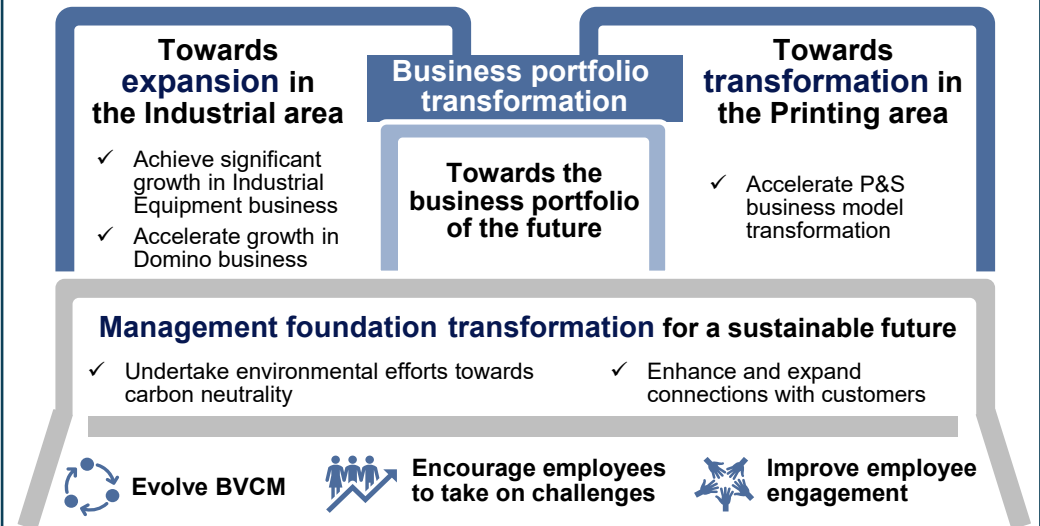 Towards
expansion in
the Industrial area
✓ Achieve significant
growth in Industrial
Equipment business
✓ Accelerate growth in
Domino business
Business portfolio
transformation
Towards the
business portfolio
of the future
Towards
transformation in
the Printing area
✓ Accelerate P&S
business model
transformation
Management foundation transformation for a sustainable future
✓ Undertake environmental efforts towards
carbon neutrality
✓ Enhance and expand
connections with customers
Evolve BVCM
Encourage employees
to take on challenges
Improve employee
engagement